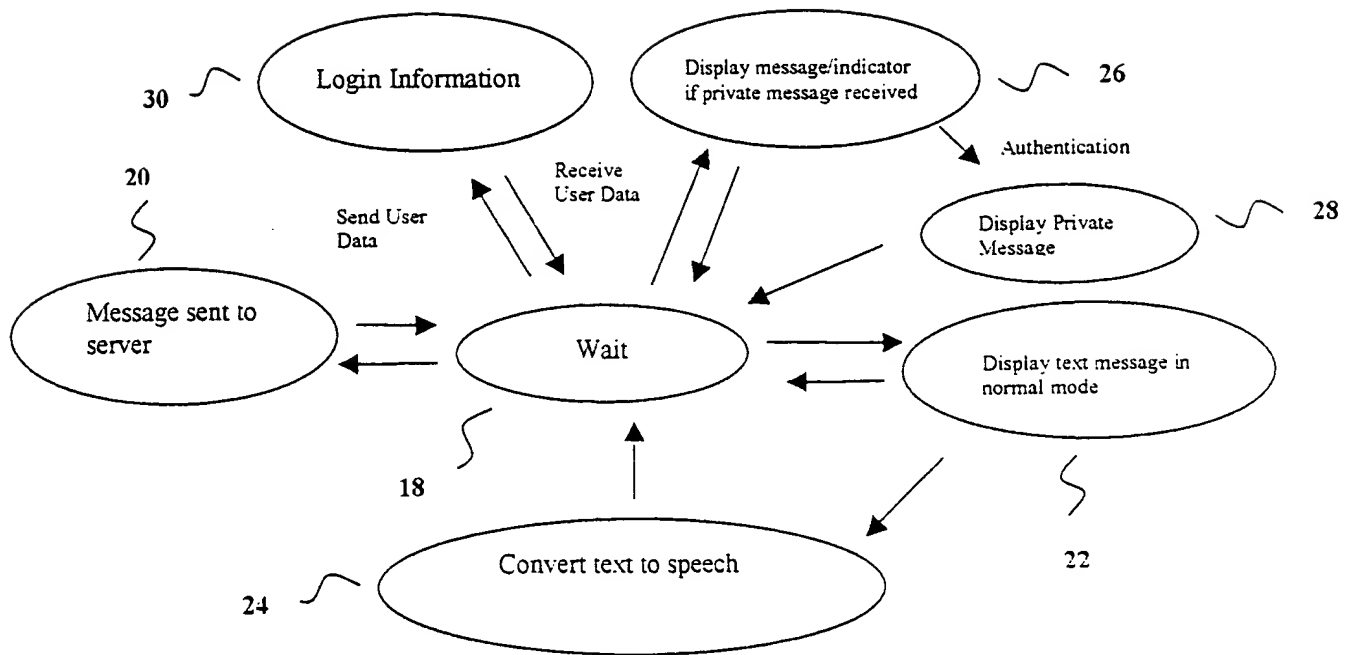 Login Information
Display message/indicator
if private message received
26
30
Authentication
Receive
User Data
20
Send User
Data
28
Display Private
Message
Message sent to
server
Wait
Display text message in
normal mode
18
Convert text to speech
22
24